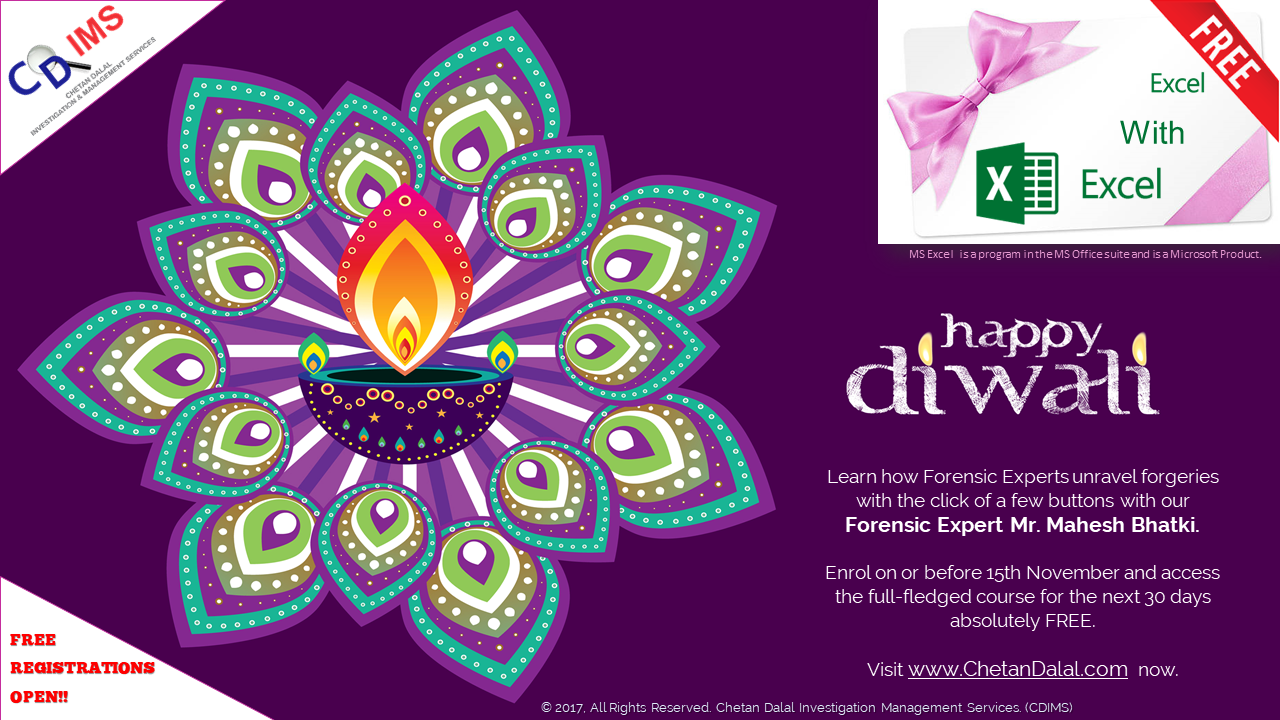 CD IMS
CHETAN DALAL
INVESTIGATION & MANAGEMENT SERVICES
FREE
Excel
With
X Excel
MS Excel is a program in the MS Office suite and is a Microsoft Product.
happy
diwali
Learn how Forensic Experts unravel forgeries
with the click of a few buttons with our
Forensic Expert Mr. Mahesh Bhatki.
Enrol on or before 15th November and access
the full-fledged course for the next 30 days
absolutely FREE.
Visit www.ChetanDalal.com now.
FREE
REGISTRATIONS
OPEN!!
© 2017, All Rights Reserved. Chetan Dalal Investigation Management Services. (CDIMS)